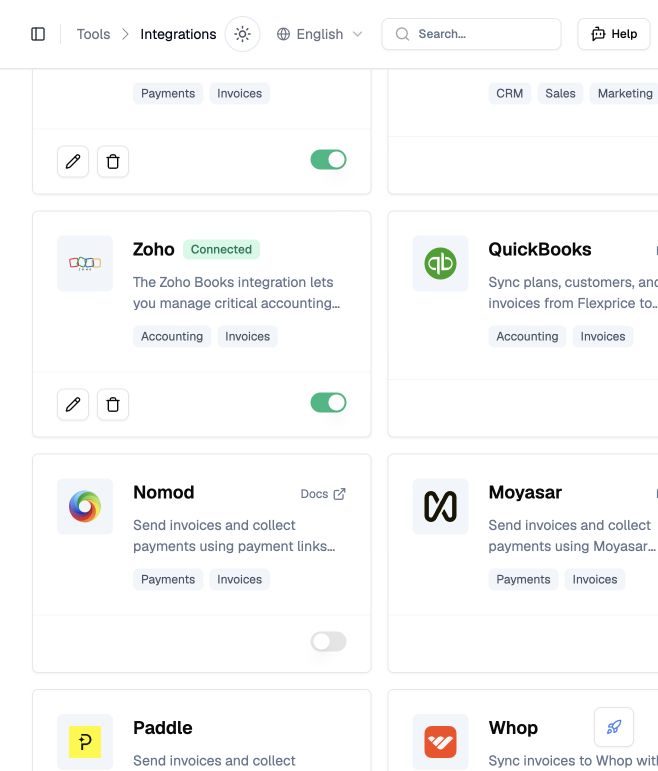 Tools > Integrations English Search... Help
Payments Invoices
CRM Sales Marketing
Zoho Connected
The Zoho Books integration lets
you manage critical accounting...
Accounting Invoices
QuickBooks
Sync plans, customers, and
invoices from Flexprice to...
Accounting Invoices
Nomod Docs
Send invoices and collect
payments using payment links...
Payments Invoices
Moyasar
Send invoices and collect
payments using Moyasar...
Payments Invoices
Paddle
Send invoices and collect
Whop
Sync invoices to Whop with